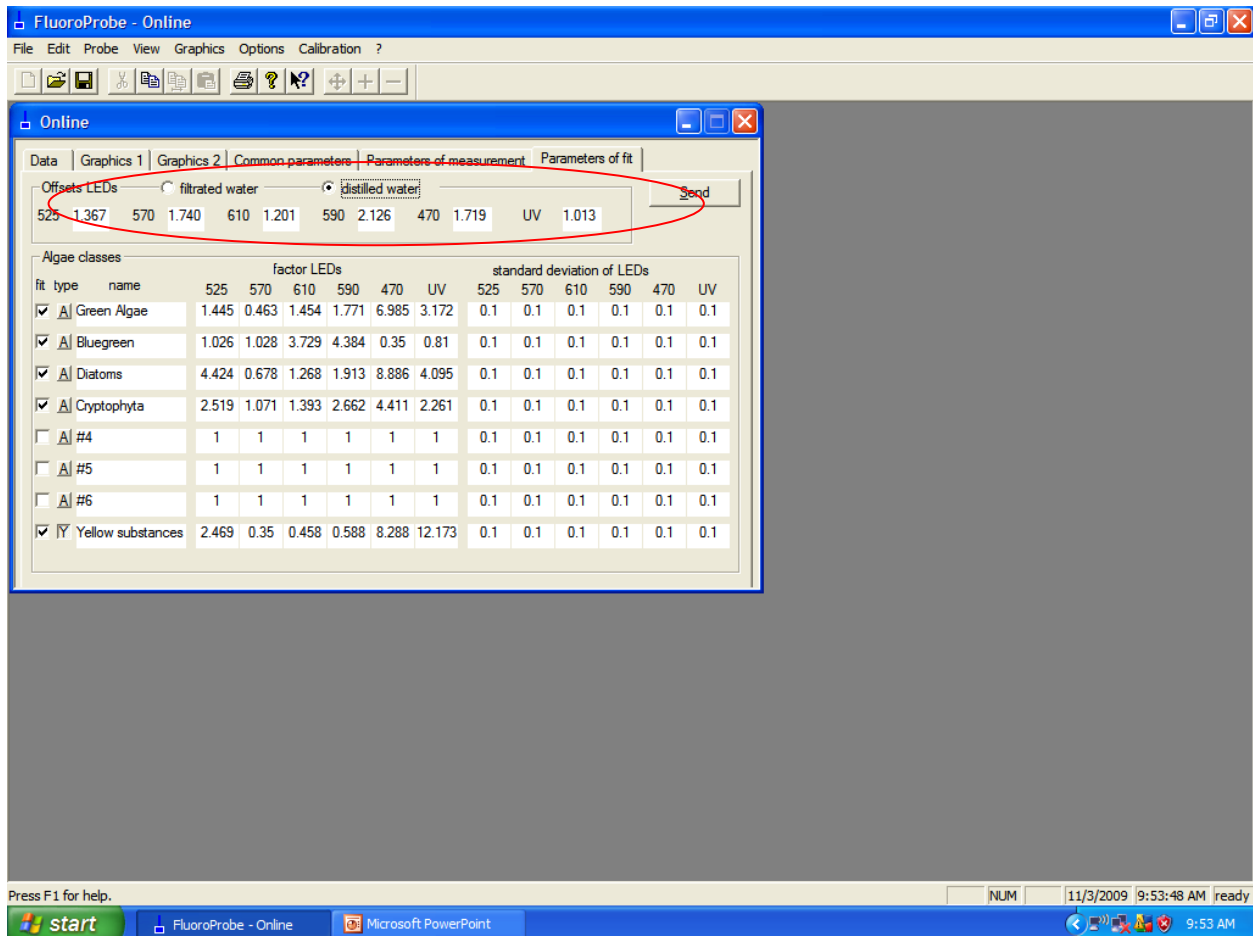 FluoroProbe - Online
File Edit Probe View Graphics Options Calibration ?
Online
Data Graphics 1 Graphics 2 Common parameters Parameters of measurement Parameters of fit
Offsets LEDs filtrated water distilled water Send
525 1.367 570 1.740 610 1.201 590 2.126 470 1.719 UV 1.013
Algae classes
factor LEDs standard deviation of LEDs
fit type name 525 570 610 590 470 UV 525 570 610 590 470 UV
A Green Algae 1.445 0.463 1.454 1.771 6.985 3.172 0.1 0.1 0.1 0.1 0.1 0.1
A Bluegreen 1.026 1.028 3.729 4.384 0.35 0.81 0.1 0.1 0.1 0.1 0.1 0.1
A Diatoms 4.424 0.678 1.268 1.913 8.886 4.095 0.1 0.1 0.1 0.1 0.1 0.1
A Cryptophyta 2.519 1.071 1.393 2.662 4.411 2.261 0.1 0.1 0.1 0.1 0.1 0.1
A #4 1 1 1 1 1 1 0.1 0.1 0.1 0.1 0.1 0.1
A #5 1 1 1 1 1 1 0.1 0.1 0.1 0.1 0.1 0.1
A #6 1 1 1 1 1 1 0.1 0.1 0.1 0.1 0.1 0.1
Y Yellow substances 2.469 0.35 0.458 0.588 8.288 12.173 0.1 0.1 0.1 0.1 0.1 0.1
Press F1 for help. NUM 11/3/2009 9:53:48 AM ready
start FluoroProbe - Online Microsoft PowerPoint 9:53 AM